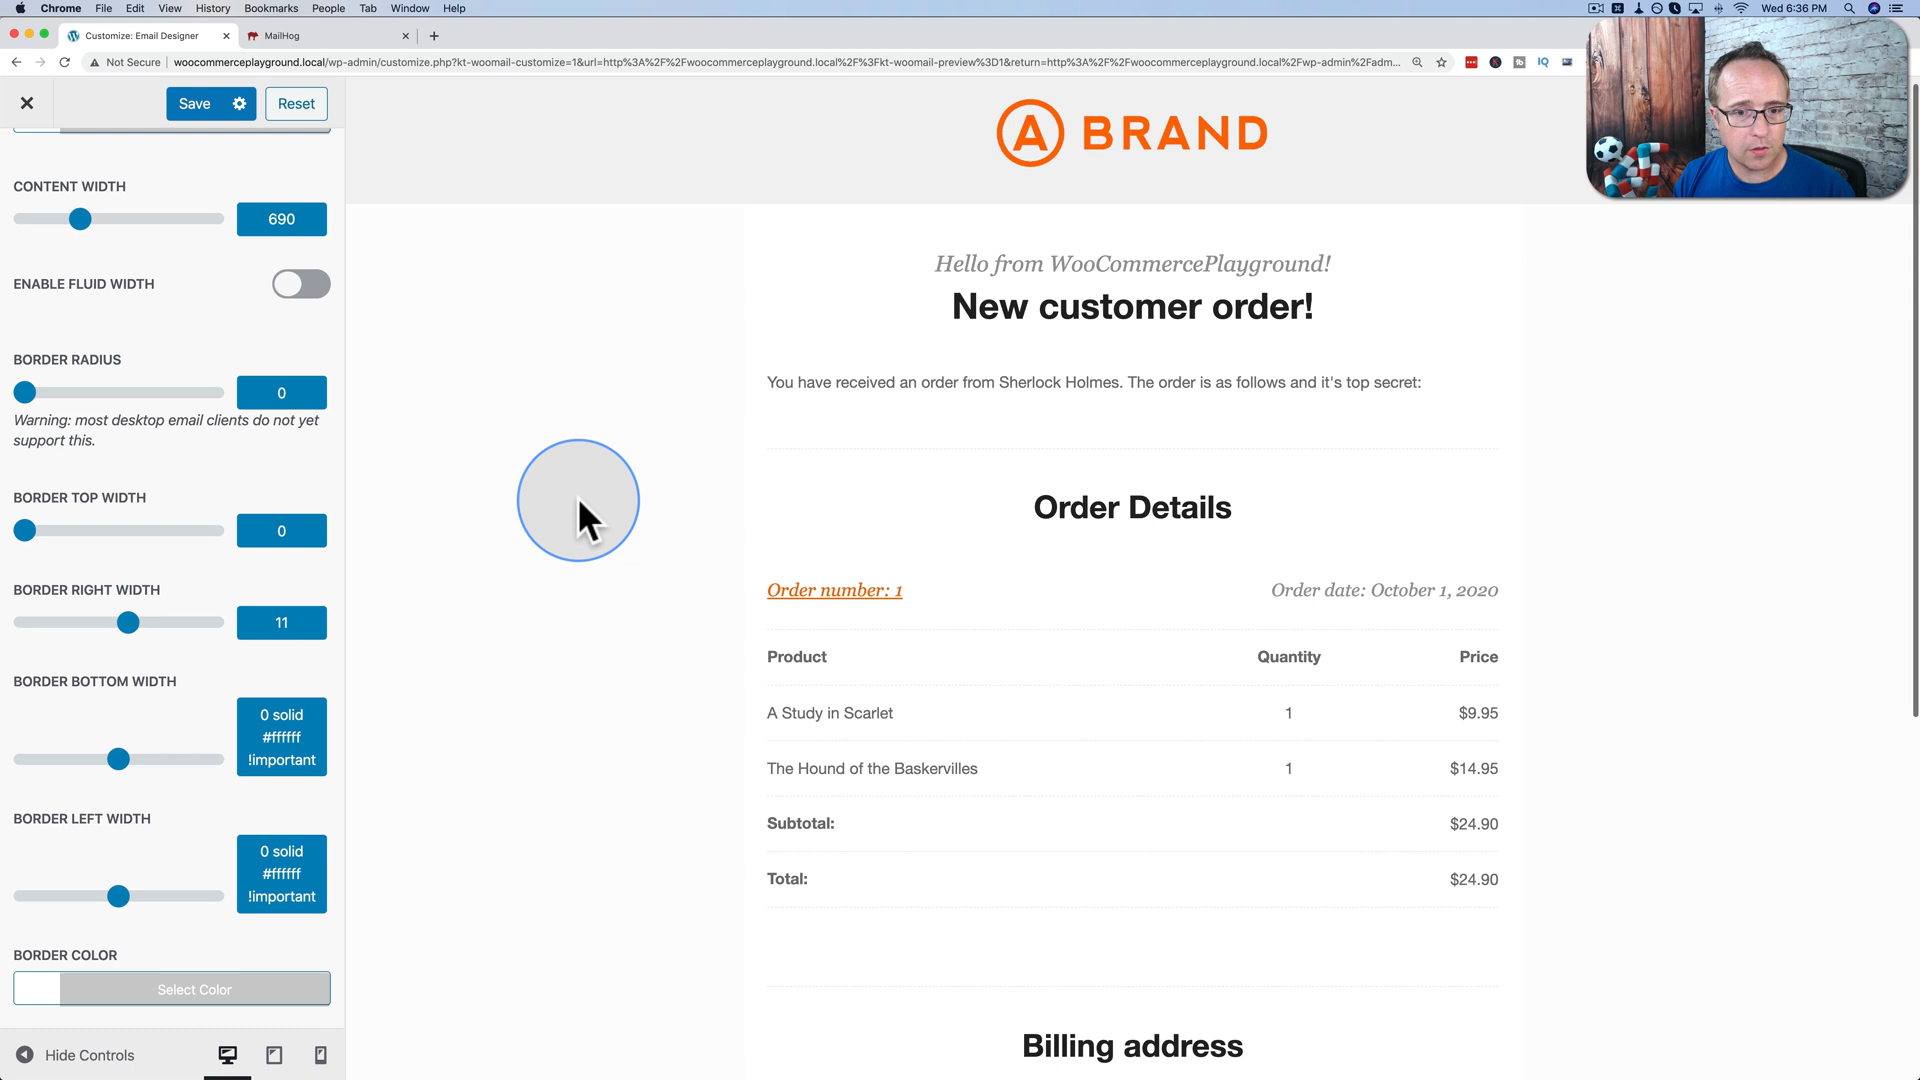 Chrome File Edit View History Bookmarks People Tab Window Help
Wed 6:36 PM
Customize: Email Designer
MailHog
Not Secure woocommerceplayground.local/wp-admin/customize.php?kt-woomail-customize=1&url=http%3A%2F%2Fwoocommerceplayground.local%2F%3Fkt-woomail-preview%3D1&return=http%3A%2F%2Fwoocommerceplayground.local%2Fwp-admin%2Fadm...
IQ
Save
Reset
CONTENT WIDTH
690
ENABLE FLUID WIDTH
BORDER RADIUS
0
Warning: most desktop email clients do not yet
support this.
BORDER TOP WIDTH
0
BORDER RIGHT WIDTH
11
BORDER BOTTOM WIDTH
0 solid
#ffffff
!important
BORDER LEFT WIDTH
0 solid
#ffffff
!important
BORDER COLOR
Select Color
Hide Controls
A BRAND
Hello from WooCommercePlayground!
New customer order!
You have received an order from Sherlock Holmes. The order is as follows and it's top secret:
Order Details
Order number: 1
Order date: October 1, 2020
Product Quantity Price
A Study in Scarlet 1 $9.95
The Hound of the Baskervilles 1 $14.95
Subtotal: $24.90
Total: $24.90
Billing address